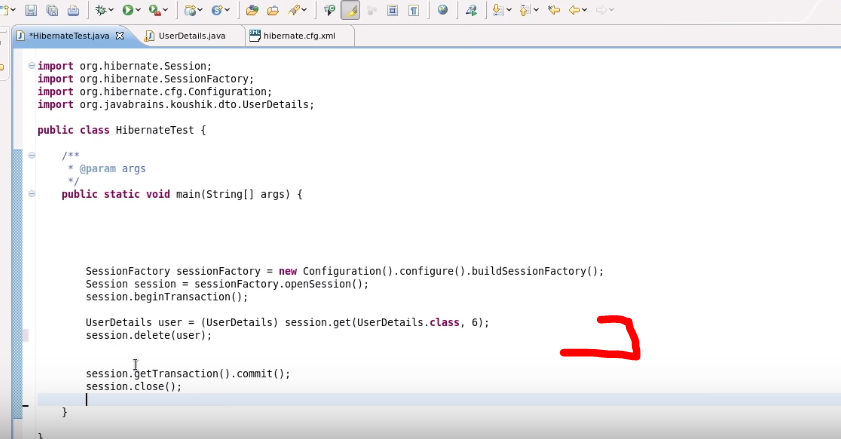 *HibernateTest.java
UserDetails.java
hibernate.cfg.xml
import org.hibernate.Session;
import org.hibernate.SessionFactory;
import org.hibernate.cfg.Configuration;
import org.javabrains.koushik.dto.UserDetails;
public class HibernateTest {
/**
* @param args
*/
public static void main(String[] args) {
SessionFactory sessionFactory = new Configuration().configure().buildSessionFactory();
Session session = sessionFactory.openSession();
session.beginTransaction();
UserDetails user = (UserDetails) session.get(UserDetails.class, 6);
session.delete(user);
session.getTransaction().commit();
session.close();
}
}